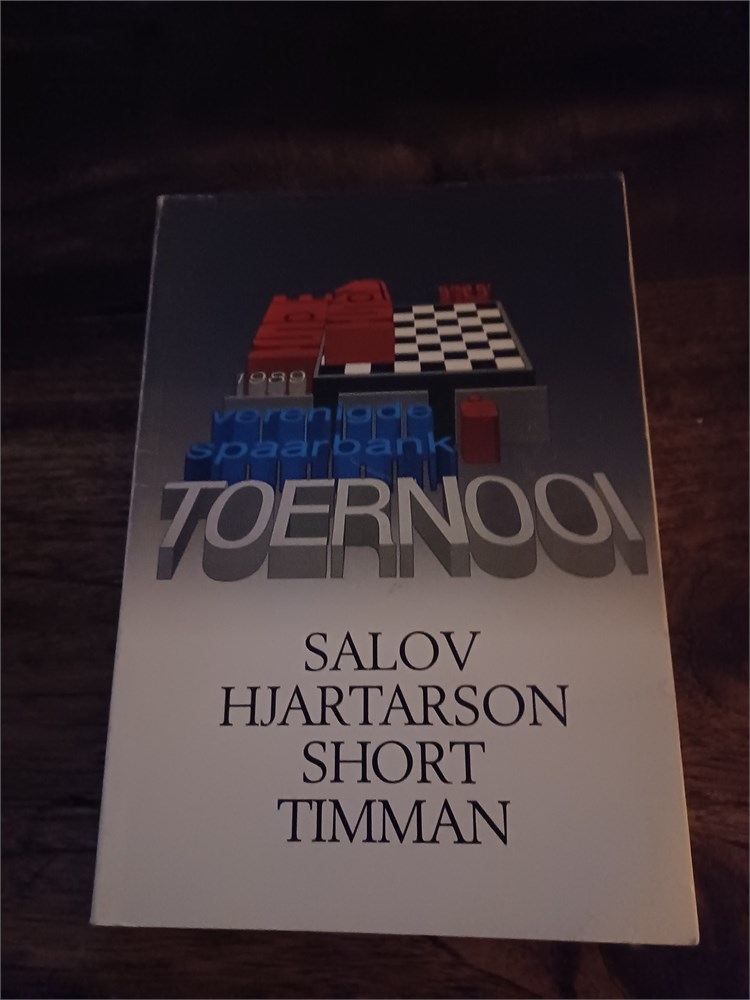 1989
verenigde
spaarbank
TOERNOOI
SALOV
HJARTARSON
SHORT
TIMMAN